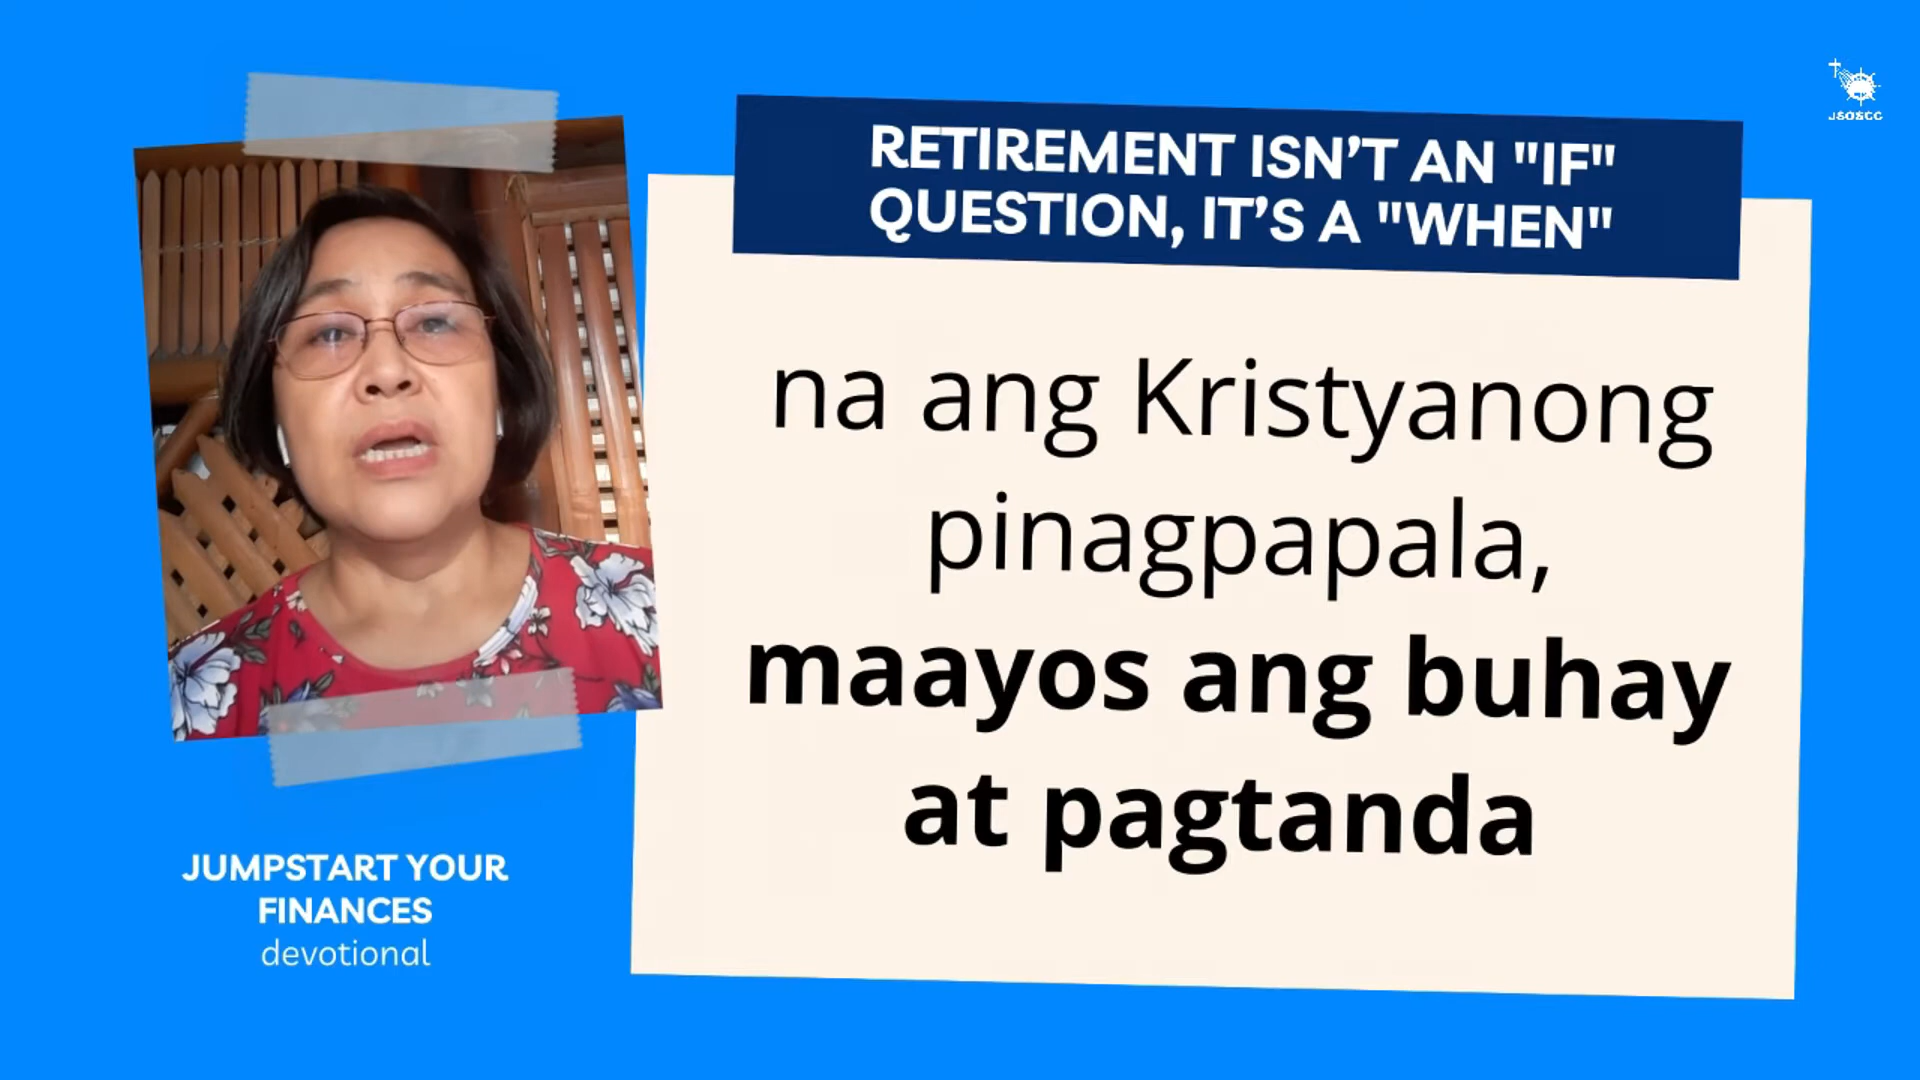 JSOSCC
RETIREMENT ISN’T AN "IF"
QUESTION, IT’S A "WHEN"
na ang Kristyanong
pinagpapala,
maayos ang buhay
at pagtanda
JUMPSTART YOUR
FINANCES
devotional